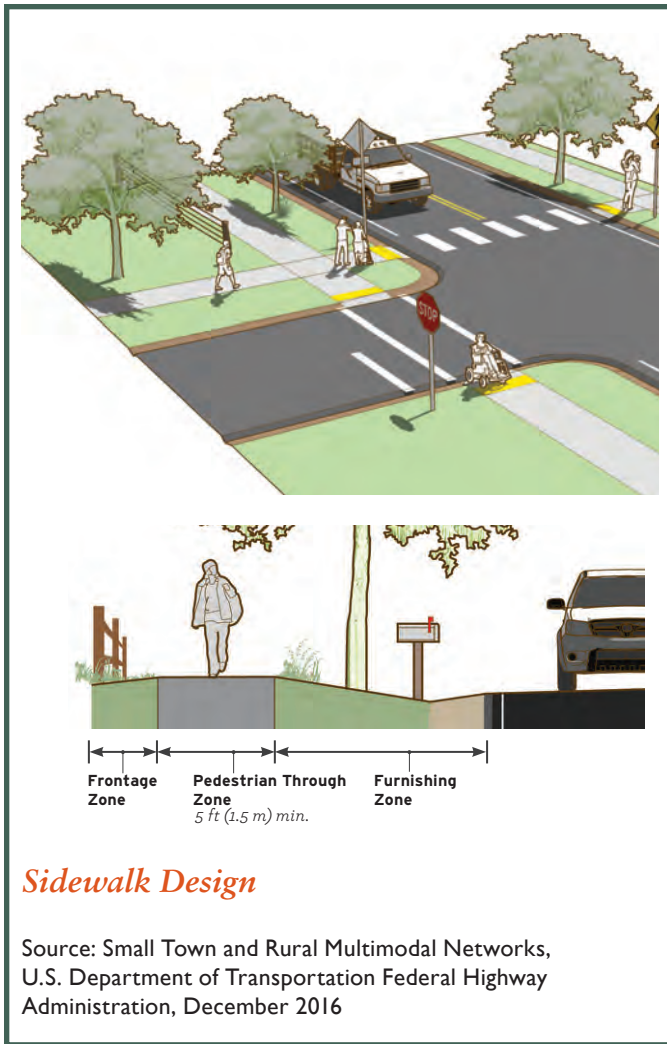 STOP
Frontage
Zone
Pedestrian Through
Zone
5 ft (1.5 m) min.
Furnishing
Zone
Sidewalk Design
Source: Small Town and Rural Multimodal Networks,
U.S. Department of Transportation Federal Highway
Administration, December 2016